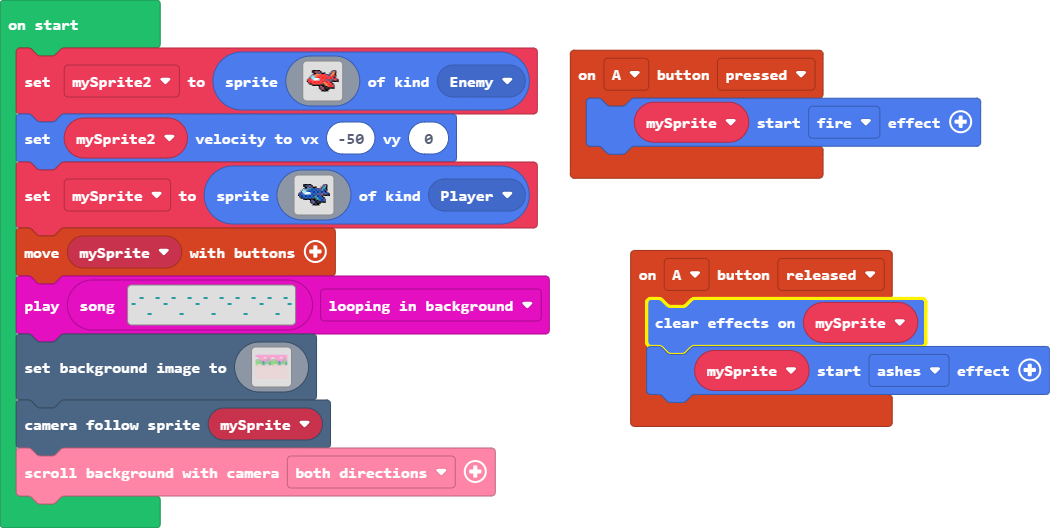 on start
set mySprite2 to sprite of kind Enemy
set mySprite2 velocity to vx -50 vy 0
set mySprite to sprite of kind Player
move mySprite with buttons
play song looping in background
set background image to
camera follow sprite mySprite
scroll background with camera both directions
on A button pressed
mySprite start fire effect
on A button released
clear effects on mySprite
mySprite start ashes effect